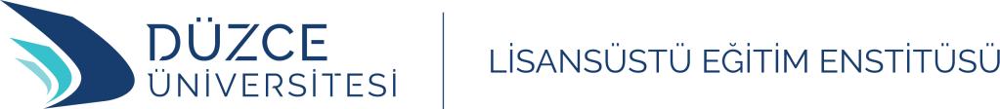 DÜZCE
ÜNİVERSİTESİ
LİSANSÜSTÜ EĞİTİM ENSTİTÜSÜ